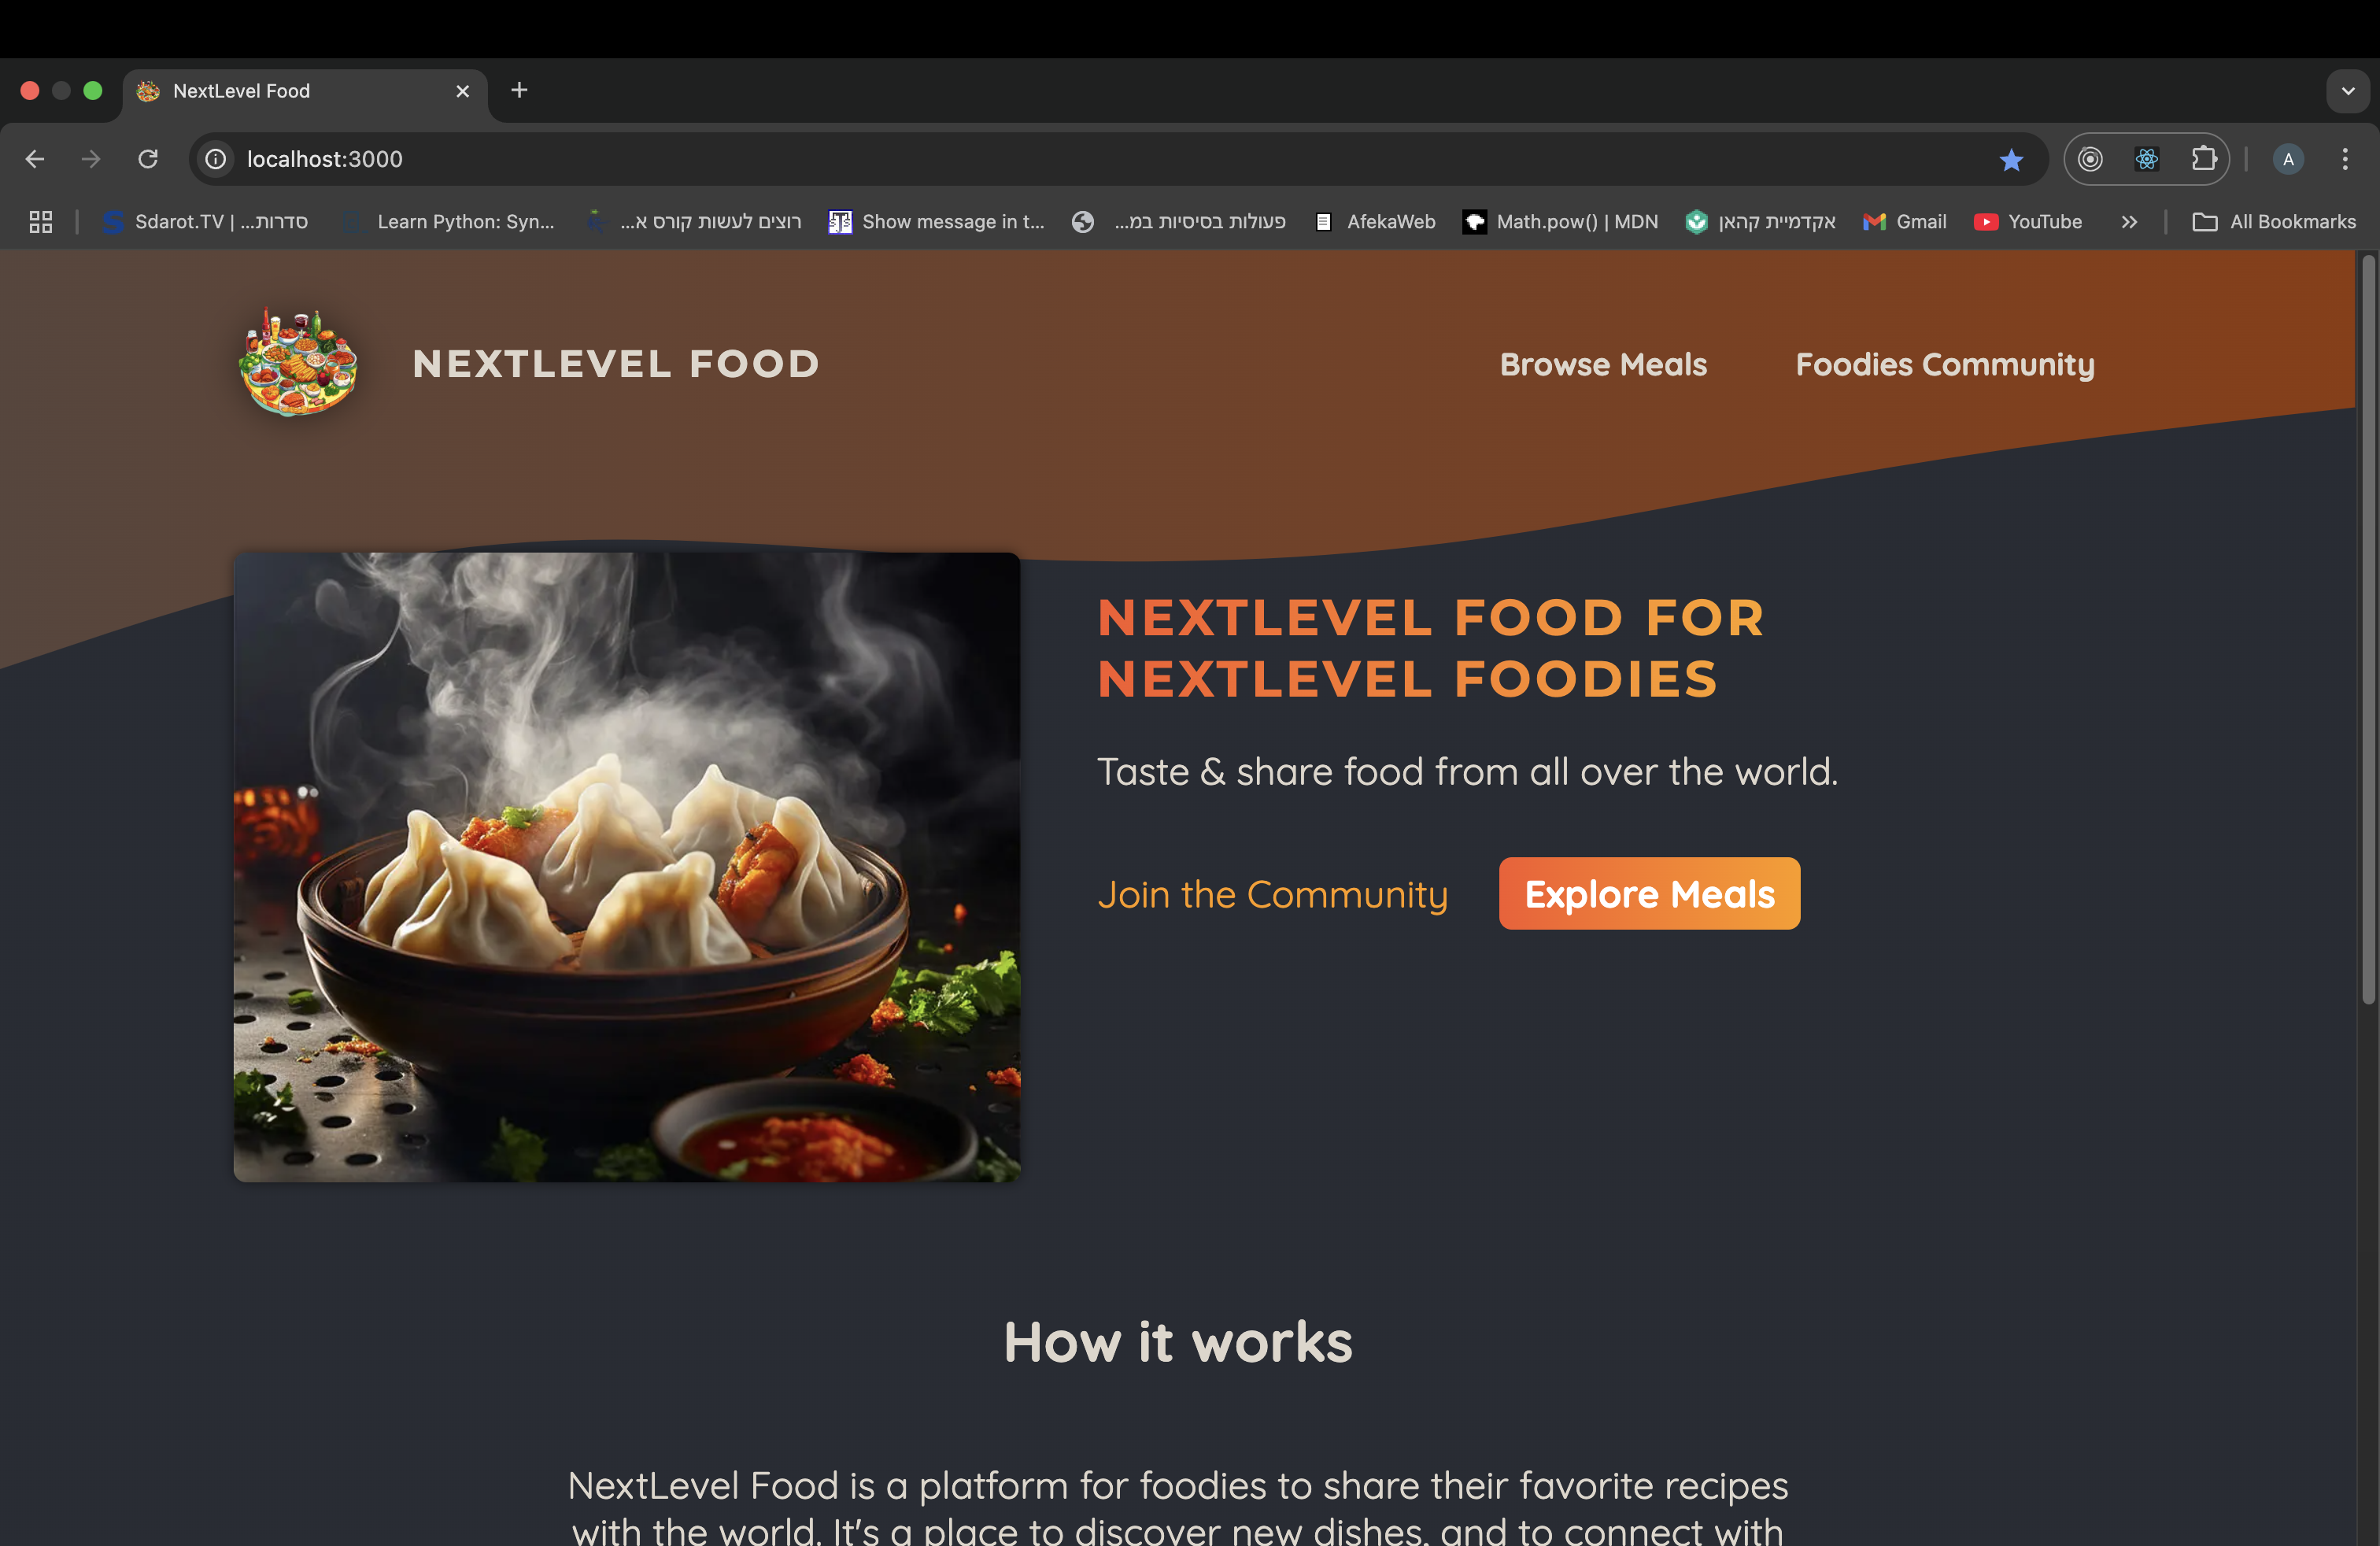 NextLevel Food
localhost:3000
A
Sdarot.TV | סדרות...
Learn Python: Syn...
רוצים לעשות קורס א...
Show message in t...
פעולות בסיסיות במ...
AfekaWeb
Math.pow() | MDN
אקדמיית קהאן
Gmail
YouTube
All Bookmarks
NEXTLEVEL FOOD
Browse Meals
Foodies Community
NEXTLEVEL FOOD FOR
NEXTLEVEL FOODIES
Taste & share food from all over the world.
Join the Community
Explore Meals
How it works
NextLevel Food is a platform for foodies to share their favorite recipes
with the world. It's a place to discover new dishes, and to connect with